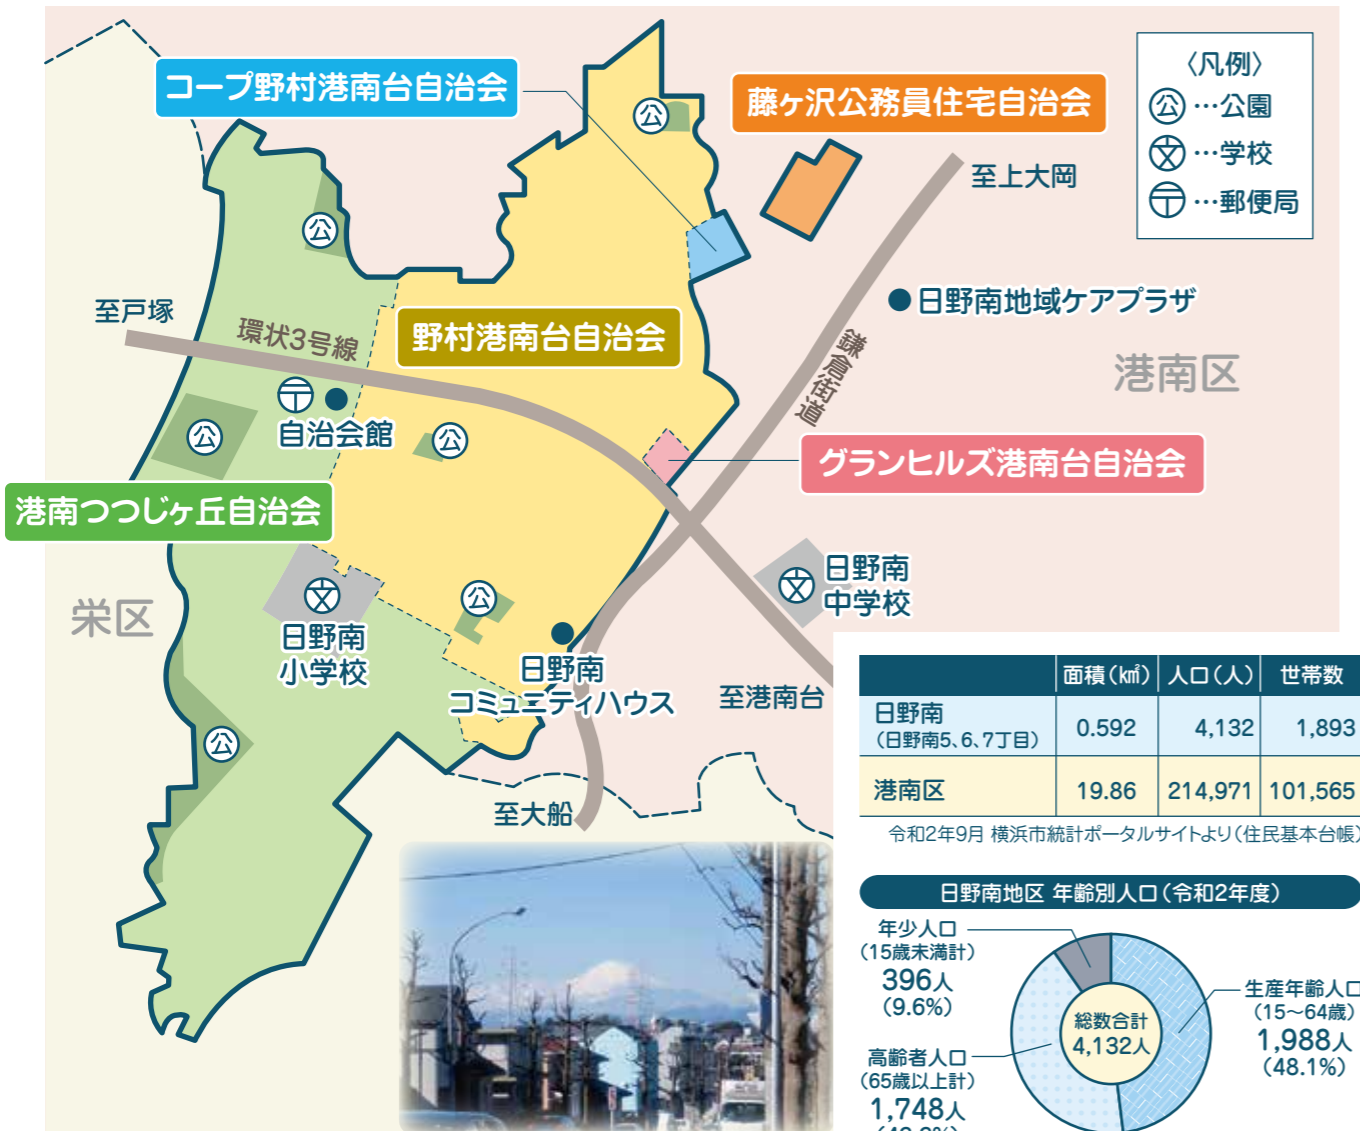 コープ野村港南台自治会
藤ヶ沢公務員住宅自治会
〈凡例〉
公…公園
文…学校
〒…郵便局
公
至上大岡
公
日野南地域ケアプラザ
至戸塚
環状3号線
野村港南台自治会
鎌倉街道
港南区
〒
自治会館
公
公
グランヒルズ港南台自治会
港南つつじヶ丘自治会
栄区
文
日野南
小学校
公
文
日野南
中学校
日野南
コミュニティハウス
至港南台
公
至大船
面積(㎢) 人口(人) 世帯数
日野南
(日野南5、6、7丁目) 0.592 4,132 1,893
港南区 19.86 214,971 101,565
令和2年9月 横浜市統計ポータルサイトより(住民基本台帳)
日野南地区 年齢別人口(令和2年度)
年少人口
(15歳未満計)
396人
(9.6%)
総数合計
4,132人
生産年齢人口
(15〜64歳)
1,988人
(48.1%)
高齢者人口
(65歳以上計)
1,748人